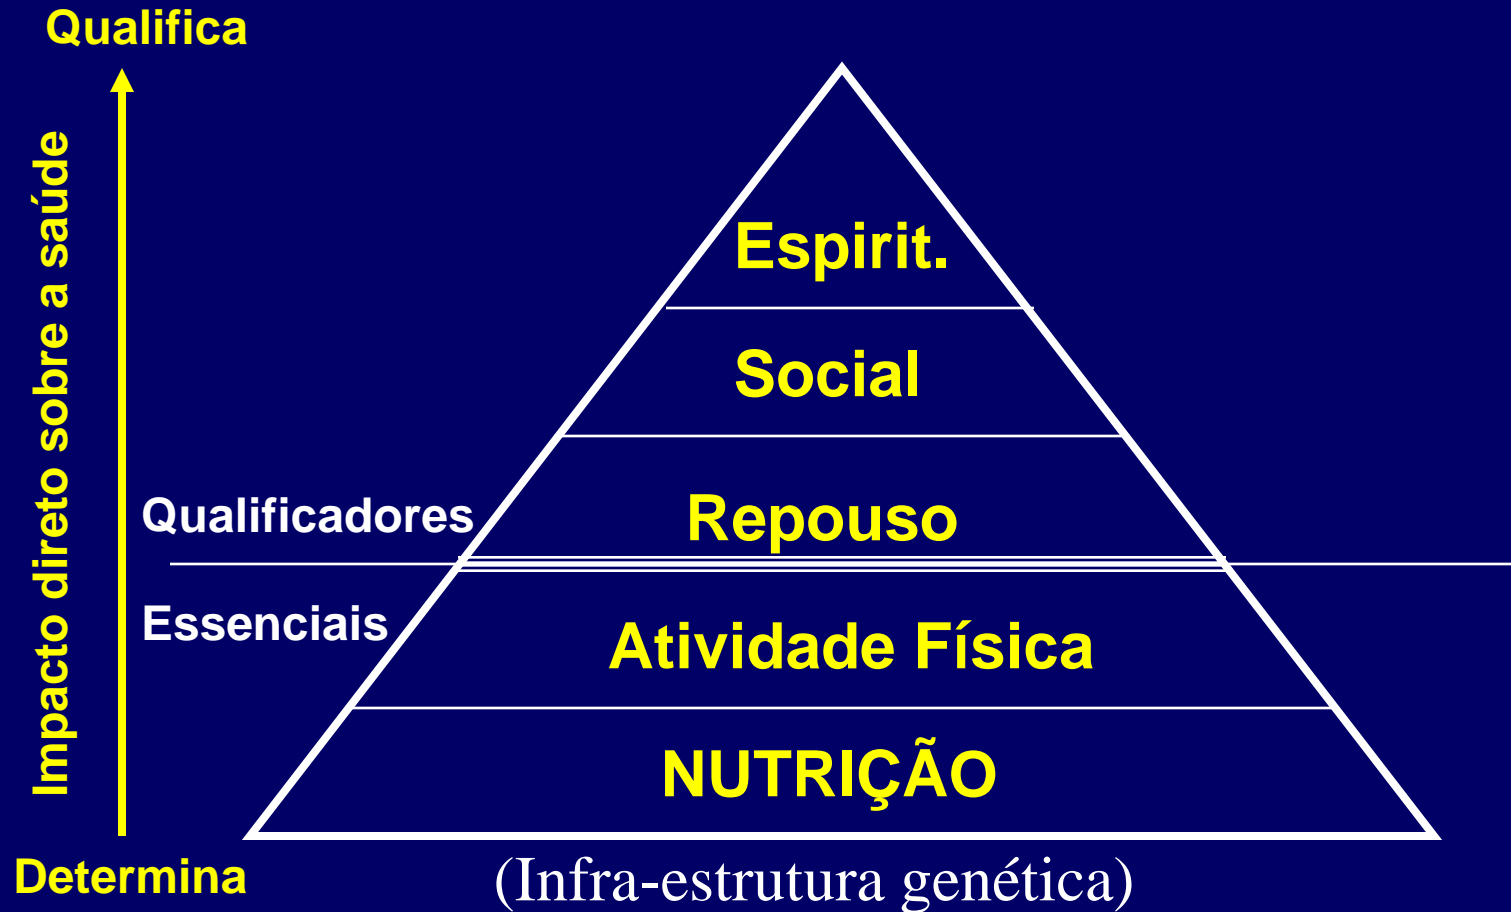 Qualifica
Impacto direto sobre a saúde
Espirit.
Social
Qualificadores
Repouso
Essenciais
Atividade Física
NUTRIÇÃO
Determina
(Infra-estrutura genética)